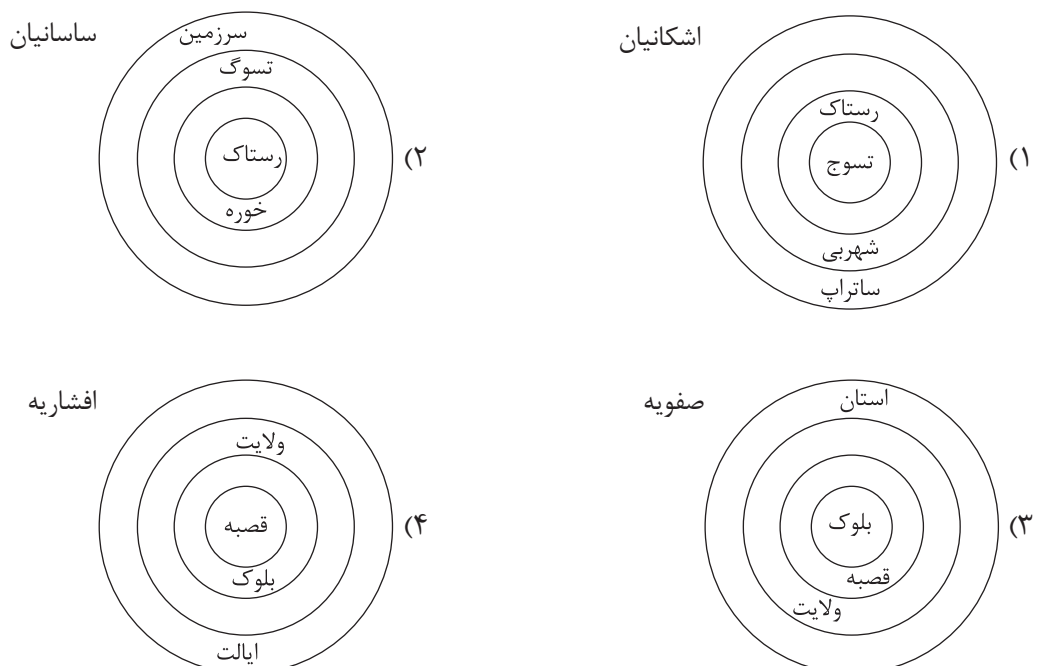 اشکانیان
۱)
رستاک
تسوج
شهربی
ساتراپ
ساسانیان
۲)
سرزمین
تسوگ
رستاک
خوره
صفویه
۳)
استان
بلوک
قصبه
ولایت
افشاریه
۴)
ولایت
قصبه
بلوک
ایالت